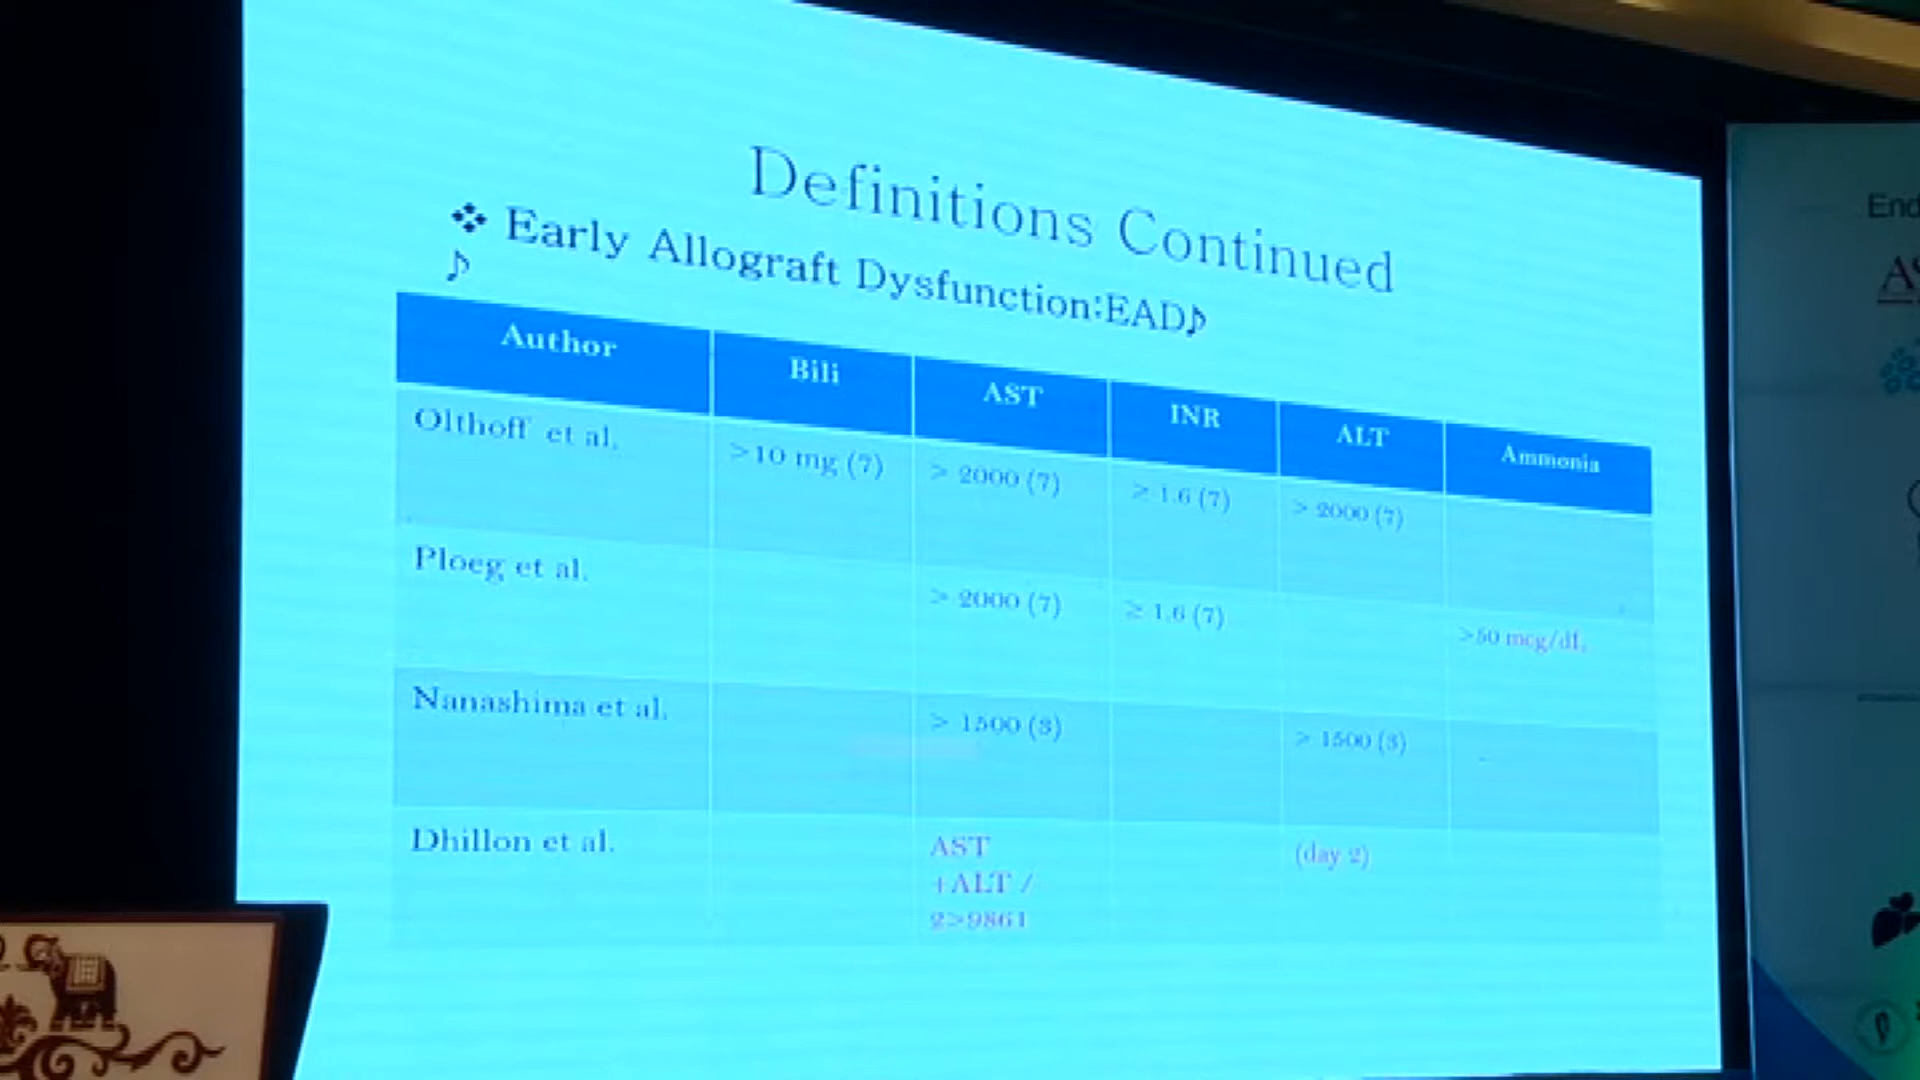 Definitions Continued
❖ Early Allograft Dysfunction:EAD♪
♪
Author Bili AST INR ALT Ammonia
Olthoff et al. >10 mg (7) > 2000 (7) ≥ 1.6 (7) > 2000 (7)
Ploeg et al. > 2000 (7) ≥ 1.6 (7) >50 mcg/dl.
Nanashima et al. > 1500 (3) > 1500 (3)
Dhillon et al. AST (day 2)
+ALT /
2>9861
End
AS